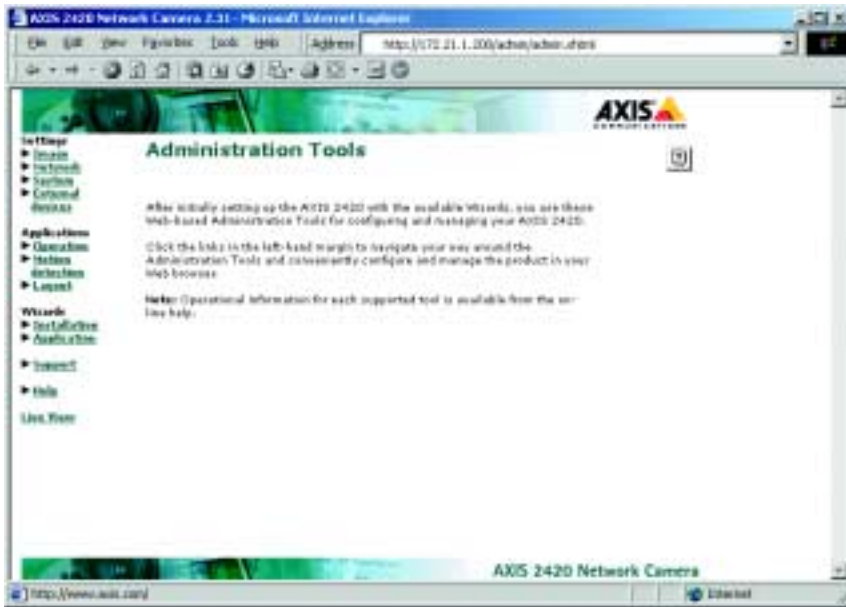 AXIS 2420 Network Camera 2.31 - Microsoft Internet Explorer
File Edit View Favorites Tools Help Address http://172.21.1.200/admin/admin.shtml
AXIS
COMMUNICATIONS
Administration Tools
Settings
Image
Network
System
External
devices
Applications
Operation
Motion
detection
Layout
Wizards
Installation
Application
Support
Help
Live View
After initially setting up the AXIS 2420 with the available Wizards, you use these
Web-based Administration Tools for configuring and managing your AXIS 2420.
Click the links in the left-hand margin to navigate your way around the
Administration Tools and conveniently configure and manage the product in your
Web browser.
Note: Operational information for each supported tool is available from the on-
line help.
AXIS 2420 Network Camera
http://www.axis.com/
Internet